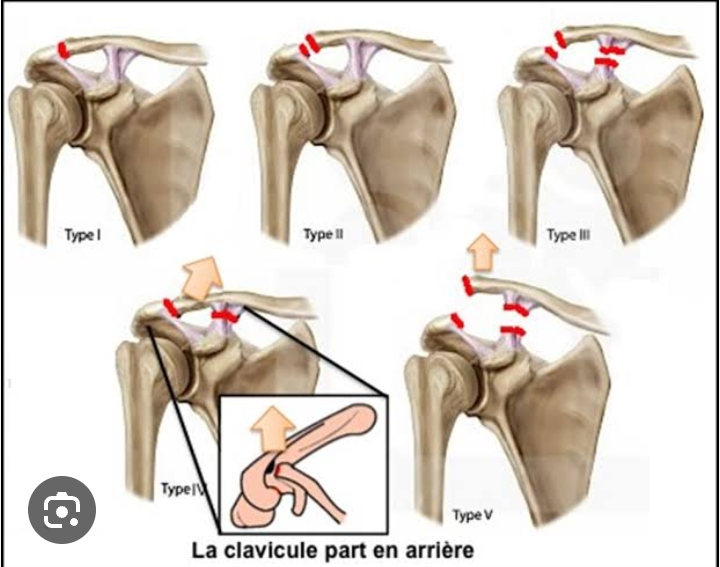 Type I
Type II
Type III
Type IV
Type V
La clavicule part en arrière